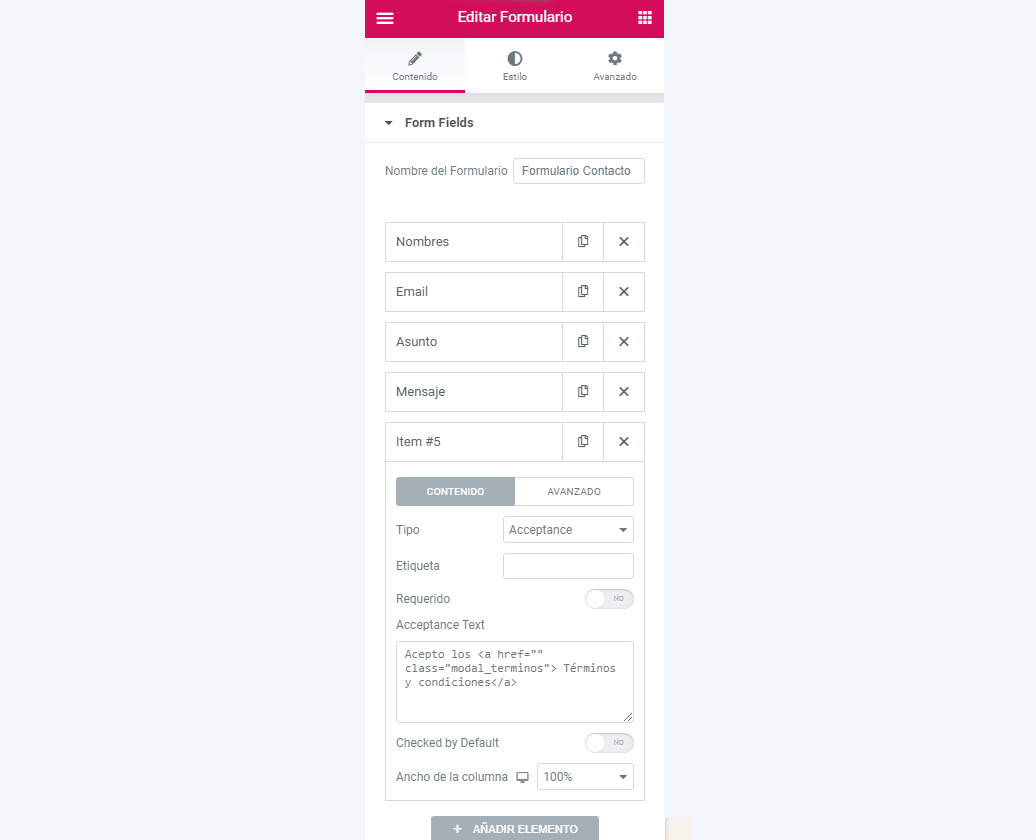 Editar Formulario
Contenido Estilo Avanzado
Form Fields
Nombre del Formulario Formulario Contacto
Nombres
Email
Asunto
Mensaje
Item #5
CONTENIDO AVANZADO
Tipo Acceptance
Etiqueta
Requerido NO
Acceptance Text
Acepto los <a href=""
class="modal_terminos"> Términos
y condiciones</a>
Checked by Default NO
Ancho de la columna 100%
+ AÑADIR ELEMENTO